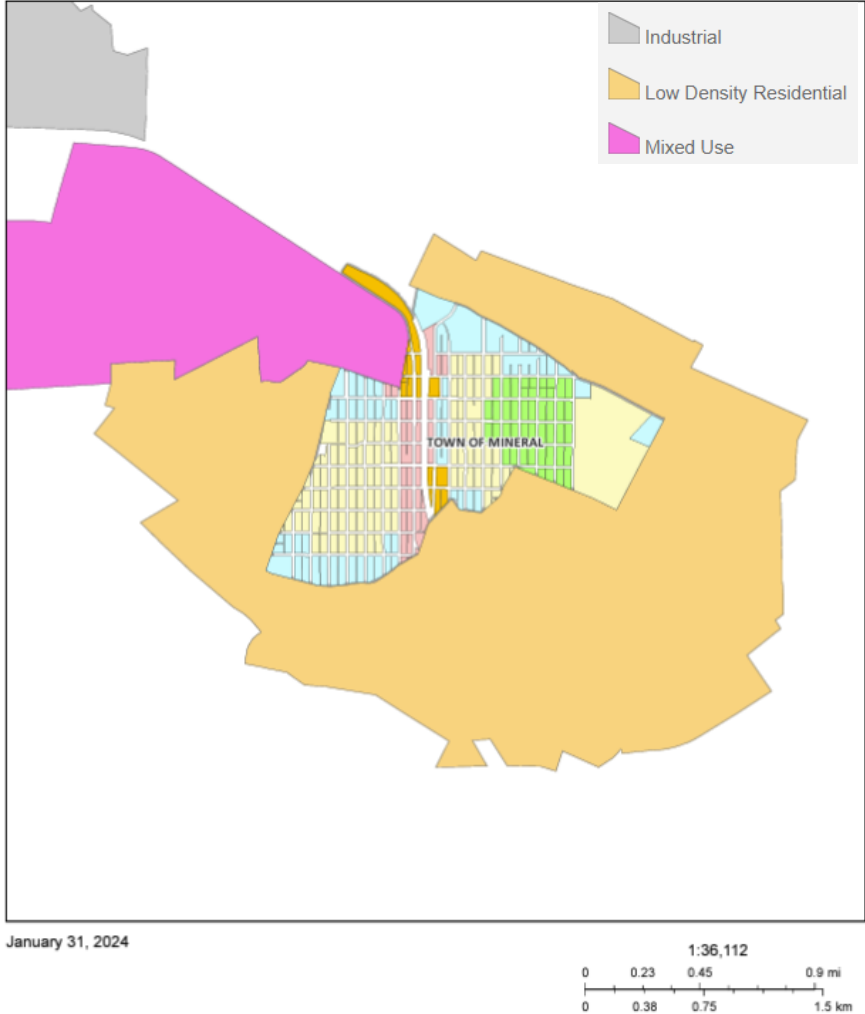 Industrial
Low Density Residential
Mixed Use
TOWN OF MINERAL
January 31, 2024
1:36,112
0 0.23 0.45 0.9 mi
0 0.38 0.75 1.5 km